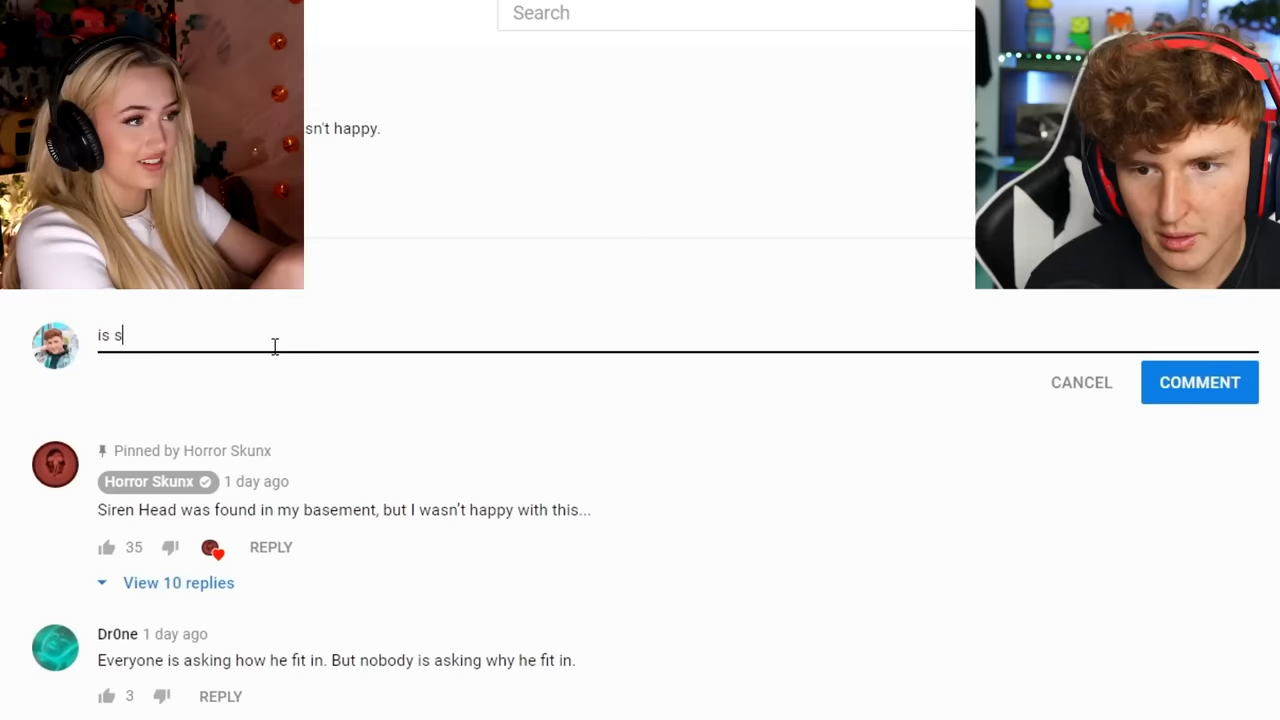 Search
sn't happy.
is s
CANCEL
COMMENT
Pinned by Horror Skunx
Horror Skunx 1 day ago
Siren Head was found in my basement, but I wasn't happy with this...
35
REPLY
View 10 replies
Dr0ne 1 day ago
Everyone is asking how he fit in. But nobody is asking why he fit in.
3
REPLY